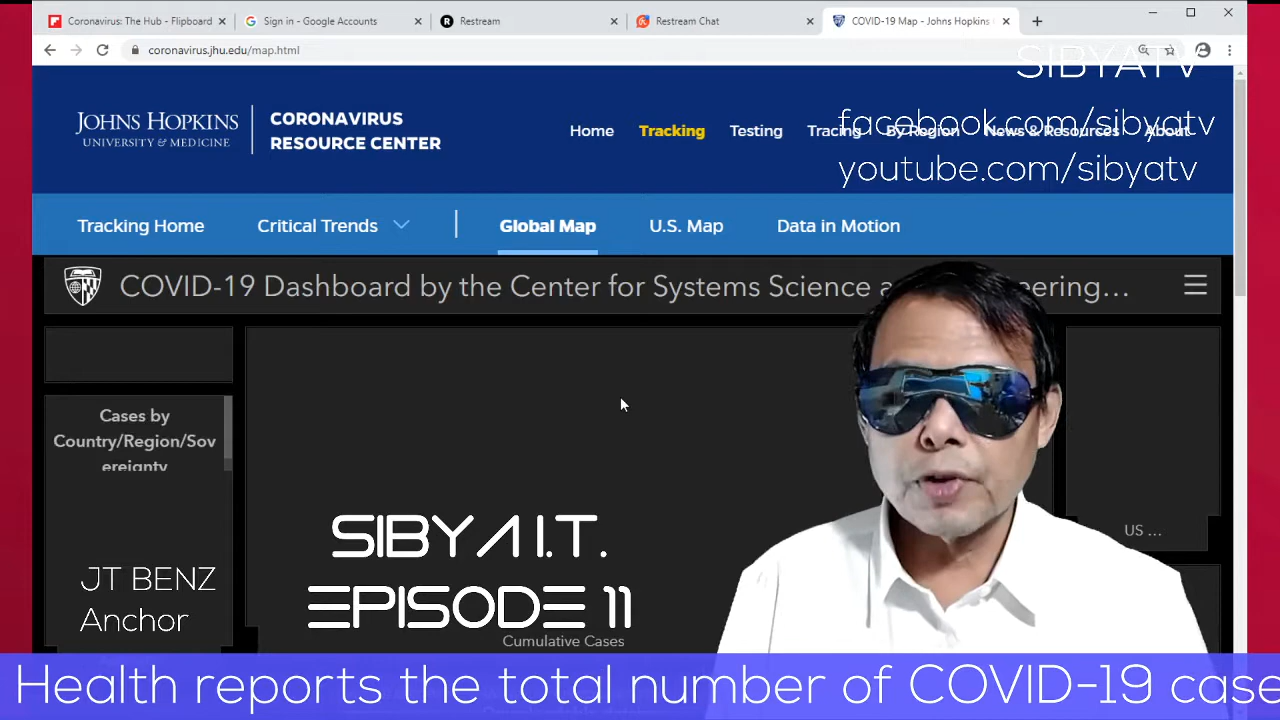 Coronavirus: The Hub - Flipboard
Sign in - Google Accounts
Restream
Restream Chat
COVID-19 Map - Johns Hopkins
coronavirus.jhu.edu/map.html
SIBYATV
facebook.com/sibyatv
youtube.com/sibyatv
JOHNS HOPKINS
UNIVERSITY & MEDICINE
CORONAVIRUS
RESOURCE CENTER
Home Tracking Testing Tracing By Region News & Resources About
Tracking Home Critical Trends Global Map U.S. Map Data in Motion
COVID-19 Dashboard by the Center for Systems Science a eering...
Cases by
Country/Region/Sov
ereignty
US ...
SIBYA I.T.
EPISODE 11
JT BENZ
Anchor
Cumulative Cases
Health reports the total number of COVID-19 case